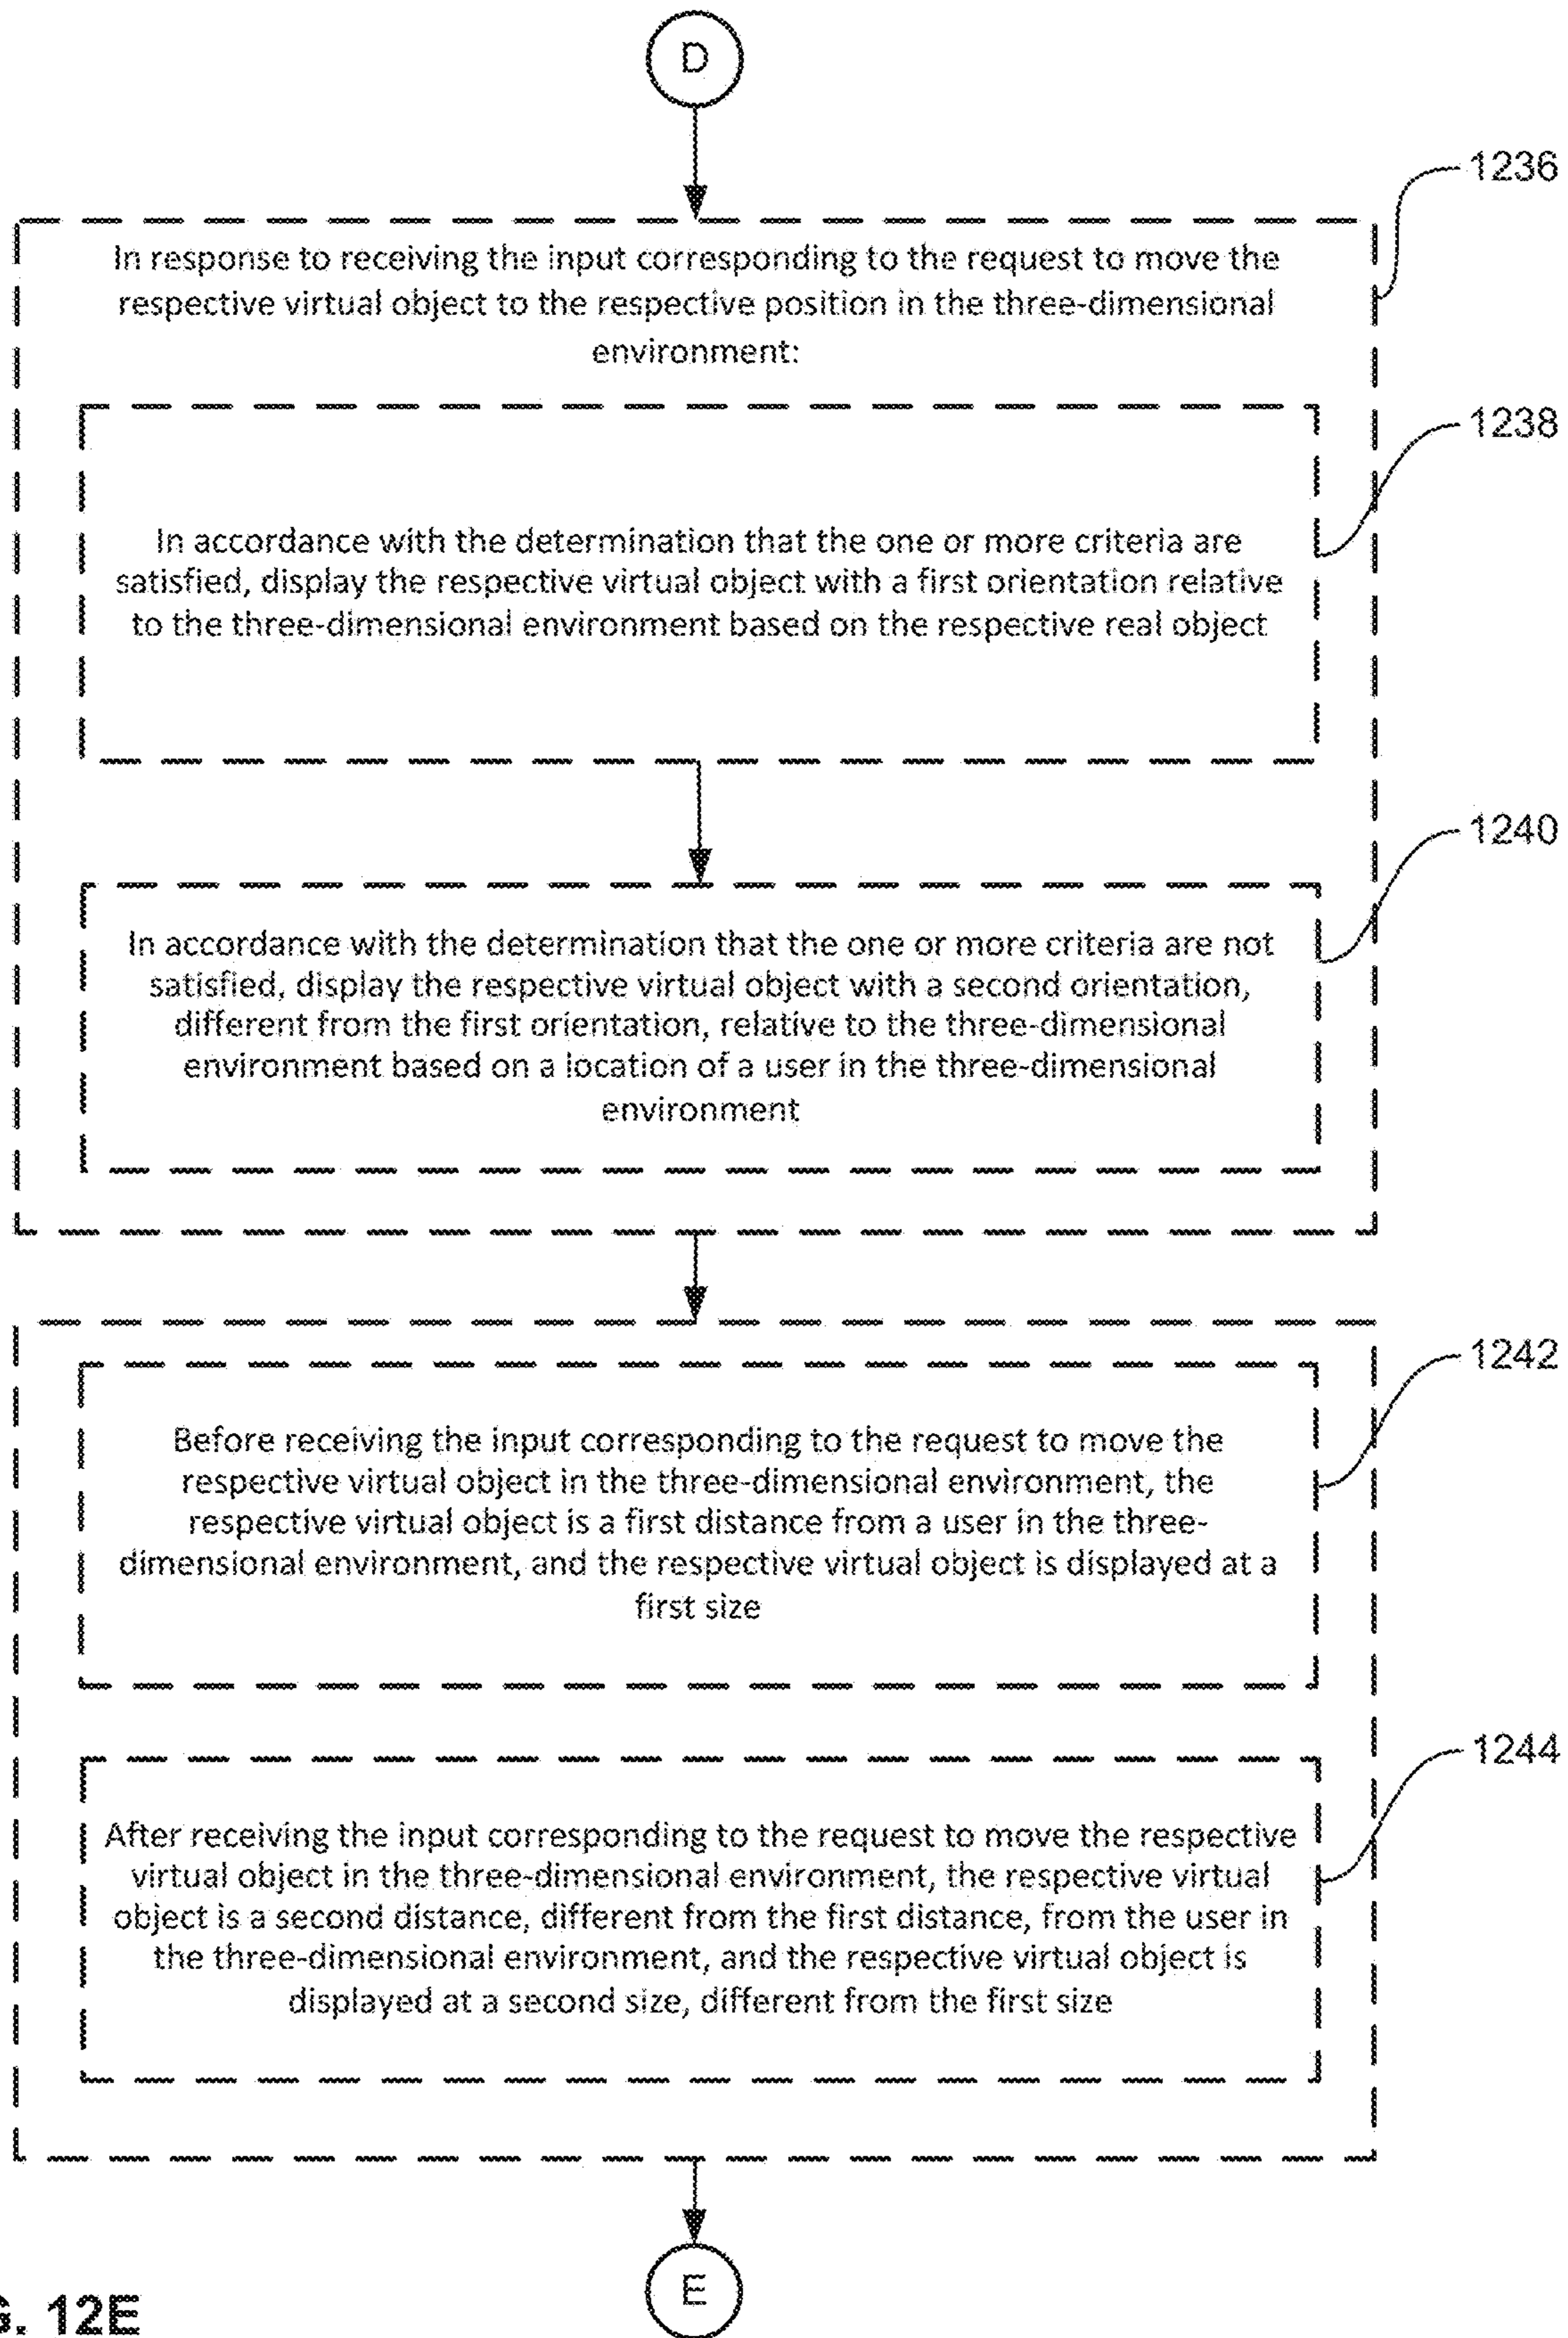 D
1236
In response to receiving the input corresponding to the request to move the
respective virtual object to the respective position in the three-dimensional
environment:
1238
In accordance with the determination that the one or more criteria are
satisfied, display the respective virtual object with a first orientation relative
to the three-dimensional environment based on the respective real object
1240
In accordance with the determination that the one or more criteria are not
satisfied, display the respective virtual object with a second orientation,
different from the first orientation, relative to the three-dimensional
environment based on a location of a user in the three-dimensional
environment
1242
Before receiving the input corresponding to the request to move the
respective virtual object in the three-dimensional environment, the
respective virtual object is a first distance from a user in the three-
dimensional environment, and the respective virtual object is displayed at a
first size
1244
After receiving the input corresponding to the request to move the respective
virtual object in the three-dimensional environment, the respective virtual
object is a second distance, different from the first distance, from the user in
the three-dimensional environment, and the respective virtual object is
displayed at a second size, different from the first size
E
G. 12E